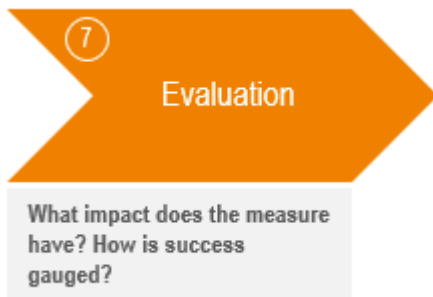 7
Evaluation
What impact does the measure
have? How is success
gauged?